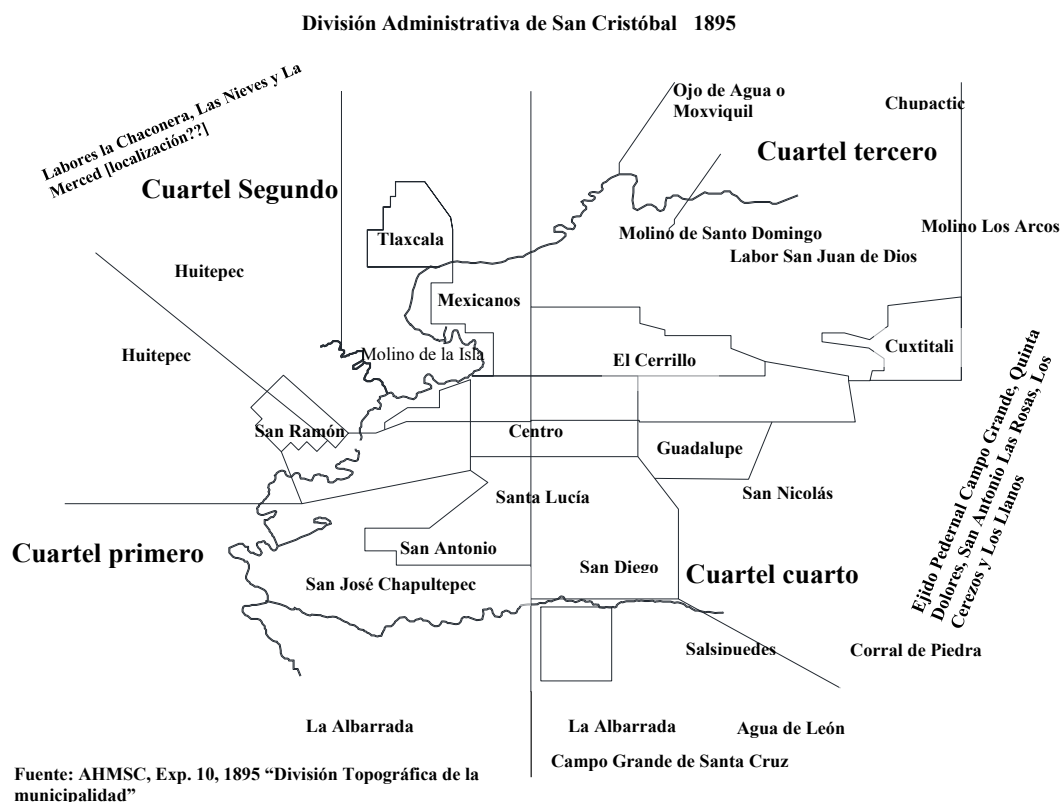 División Administrativa de San Cristóbal 1895
Labores la Chaconera, Las Nieves y La
Merced [localización??]
Ojo de Agua o
Moxviquil
Chupactic
Cuartel tercero
Cuartel Segundo
Tlaxcala
Molino de Santo Domingo
Molino Los Arcos
Labor San Juan de Dios
Huitepec
Mexicanos
Huitepec
Molino de la Isla
El Cerrillo
Cuxtitali
San Ramón
Centro
Guadalupe
Santa Lucía
San Nicolás
Ejido Pedernal Campo Grande, Quinta
Dolores, San Antonio Las Rosas, Los
Cerezos y Los Llanos
Cuartel primero
San Antonio
San José Chapultepec
San Diego
Cuartel cuarto
Salsipuedes
Corral de Piedra
La Albarrada
La Albarrada
Agua de León
Campo Grande de Santa Cruz
Fuente: AHMSC, Exp. 10, 1895 “División Topográfica de la
municipalidad”